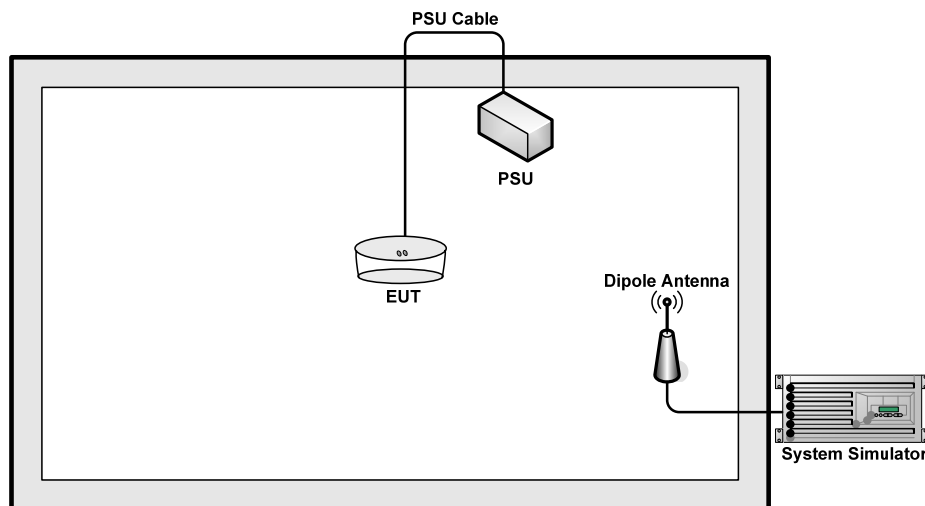 PSU Cable
PSU
EUT
Dipole Antenna
System Simulator